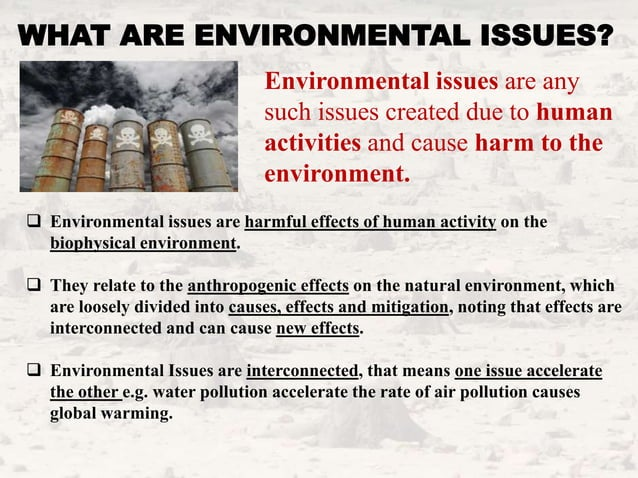 WHAT ARE ENVIRONMENTAL ISSUES?
Environmental issues are any
such issues created due to human
activities and cause harm to the
environment.
❑ Environmental issues are harmful effects of human activity on the
biophysical environment.
❑ They relate to the anthropogenic effects on the natural environment, which
are loosely divided into causes, effects and mitigation, noting that effects are
interconnected and can cause new effects.
❑ Environmental Issues are interconnected, that means one issue accelerate
the other e.g. water pollution accelerate the rate of air pollution causes
global warming.